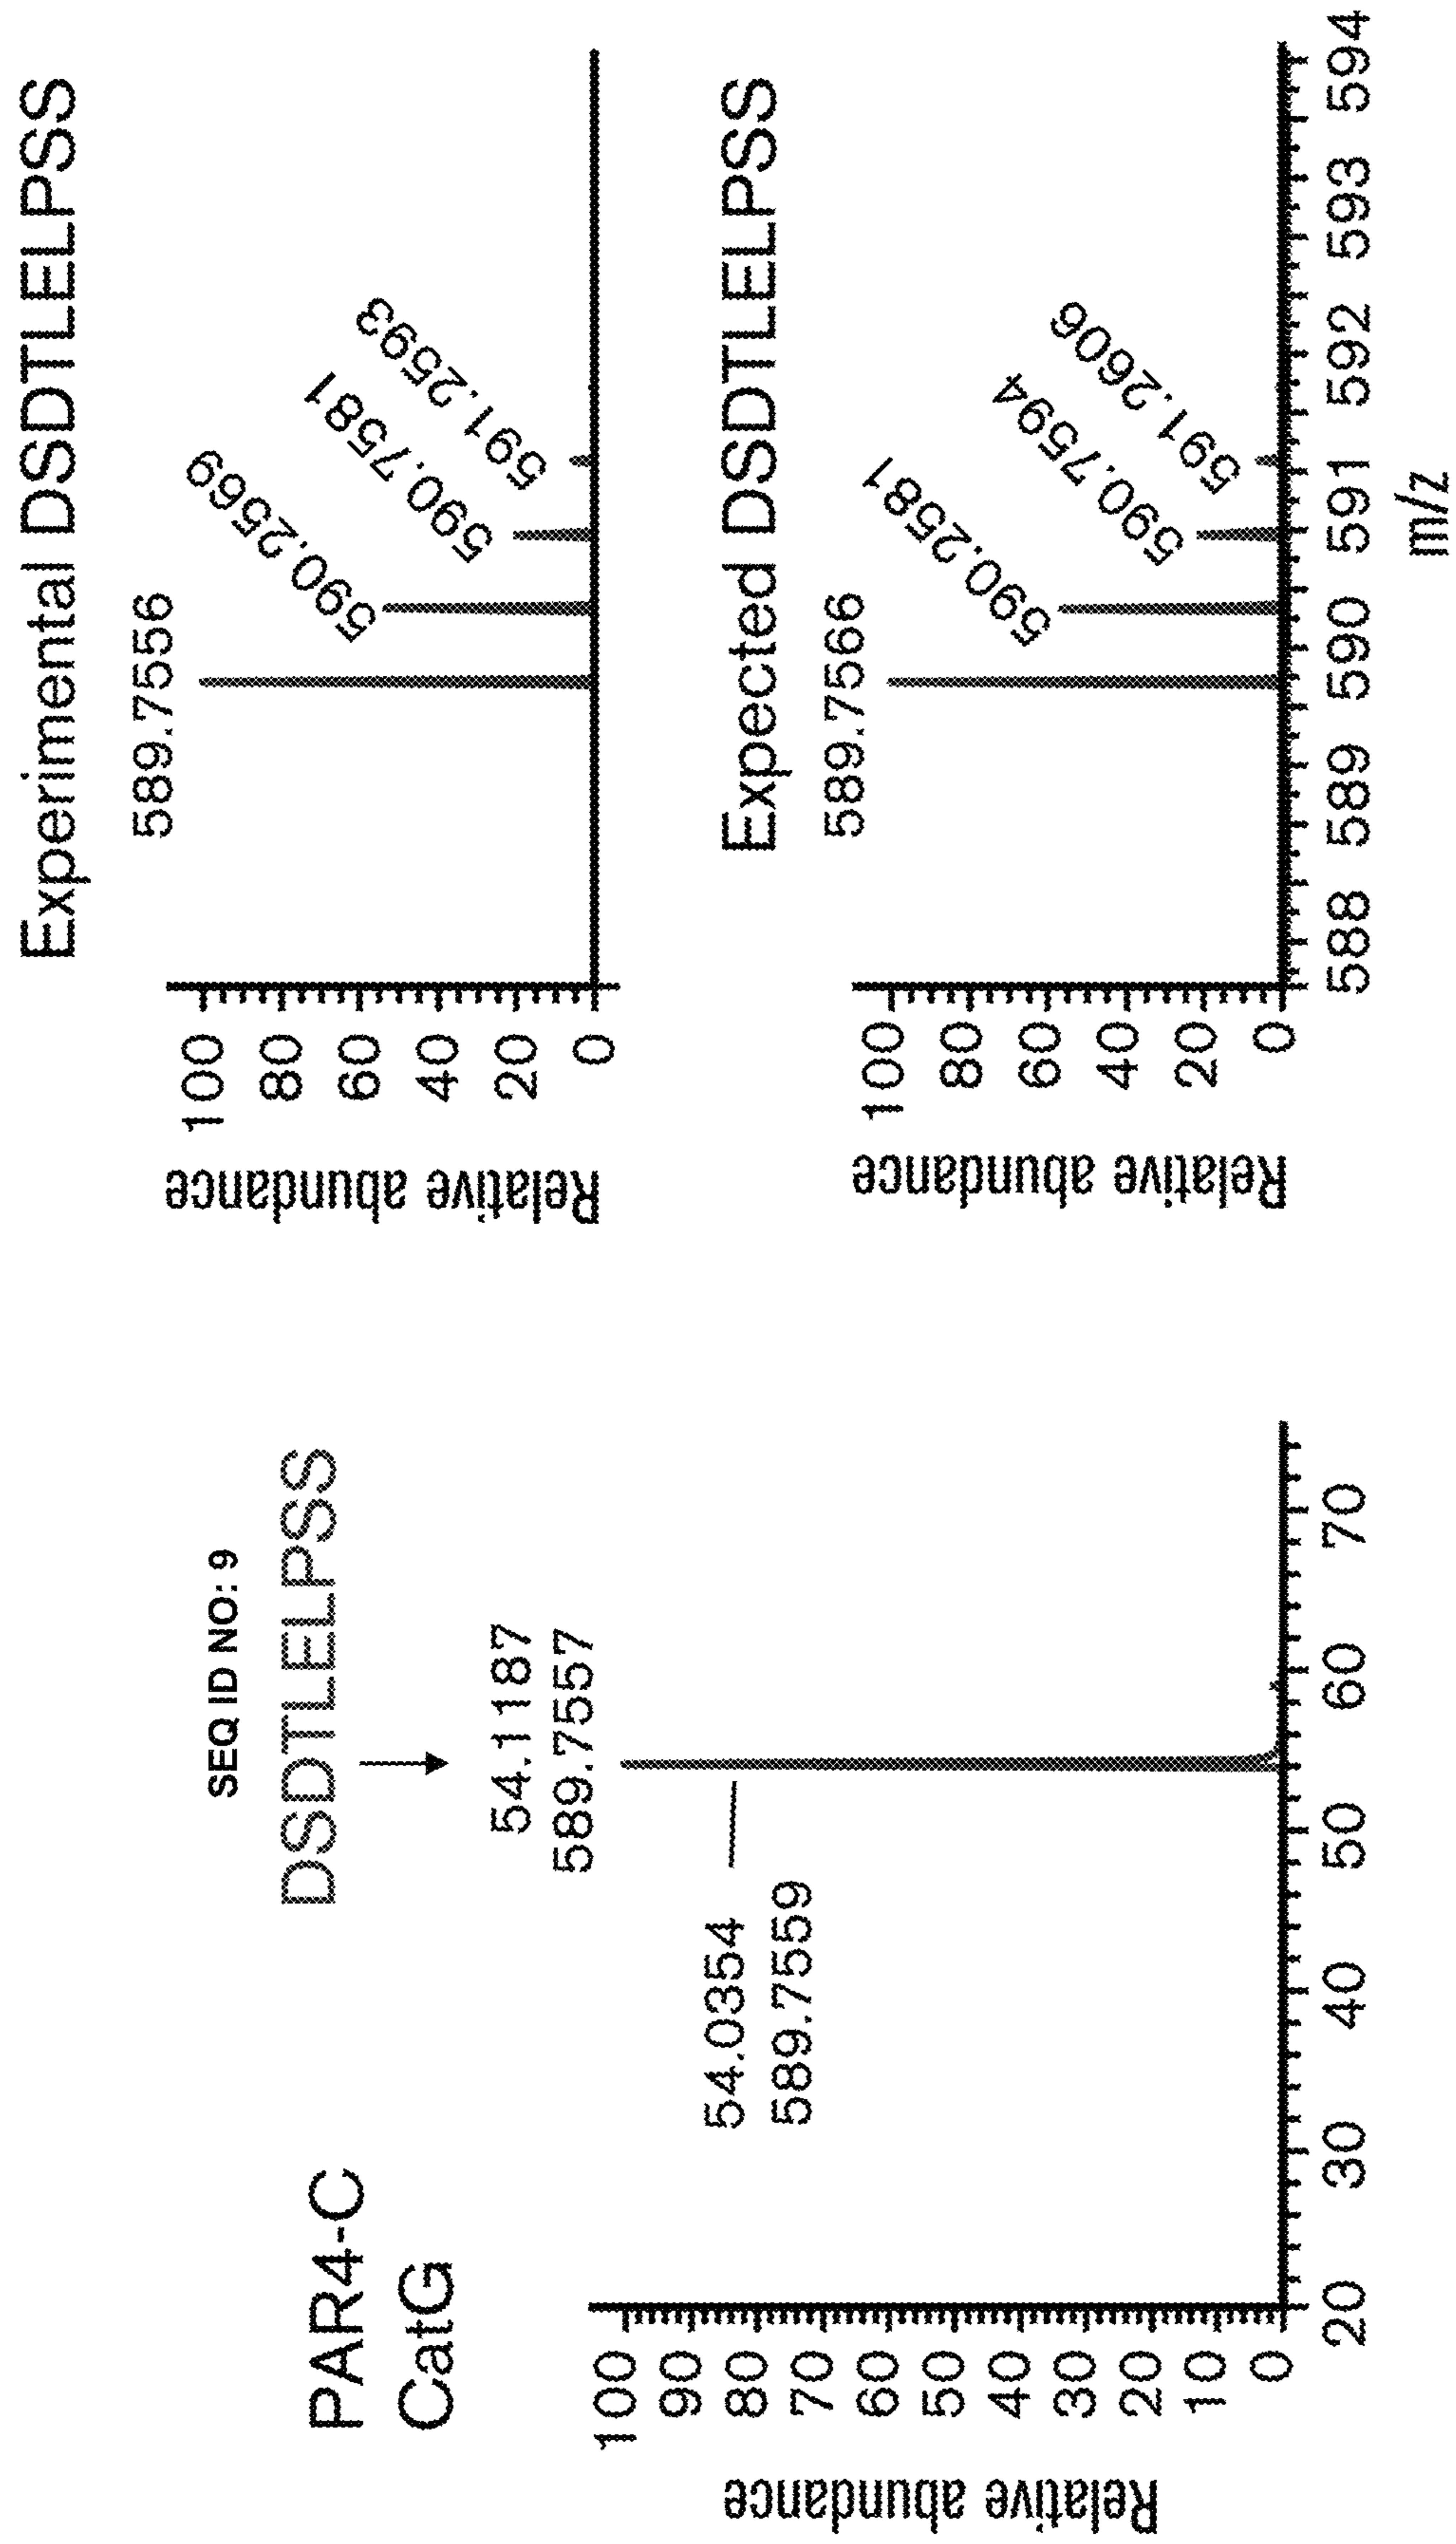 PAR4-C
CatG
SEQ ID NO: 9
DSDTLELPSS
54.1187
589.7557
54.0354
589.7559
Relative abundance
100
90
80
70
60
50
40
30
20
10
0
20 30 40 50 60 70
Experimental DSDTLELPSS
589.7556
590.2569
590.7581
591.2593
Relative abundance
100
80
60
40
20
0
Expected DSDTLELPSS
589.7566
590.2581
590.7594
591.2606
Relative abundance
100
80
60
40
20
0
588 589 590 591 592 593 594
m/z